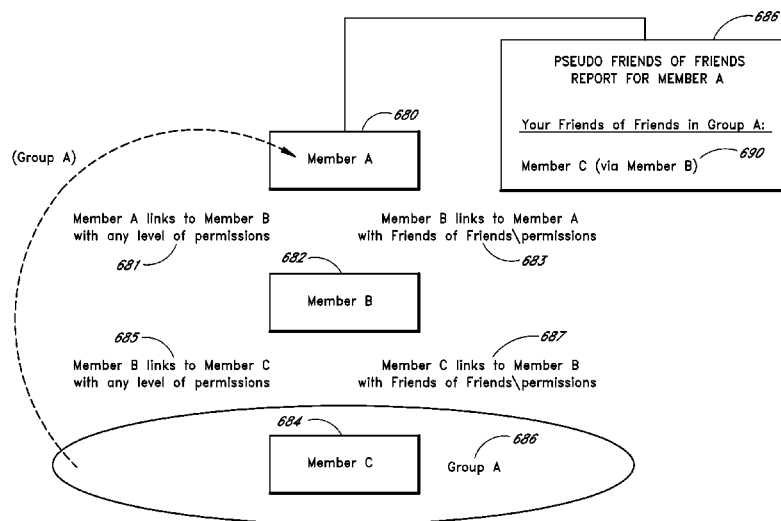 686
PSEUDO FRIENDS OF FRIENDS
REPORT FOR MEMBER A
Your Friends of Friends in Group A:
690
Member C (via Member B)
680
(Group A)
Member A
Member A links to Member B
with any level of permissions
681
Member B links to Member A
with Friends of Friends\permissions
683
682
Member B
685
Member B links to Member C
with any level of permissions
687
Member C links to Member B
with Friends of Friends\permissions
684
Member C
686
Group A